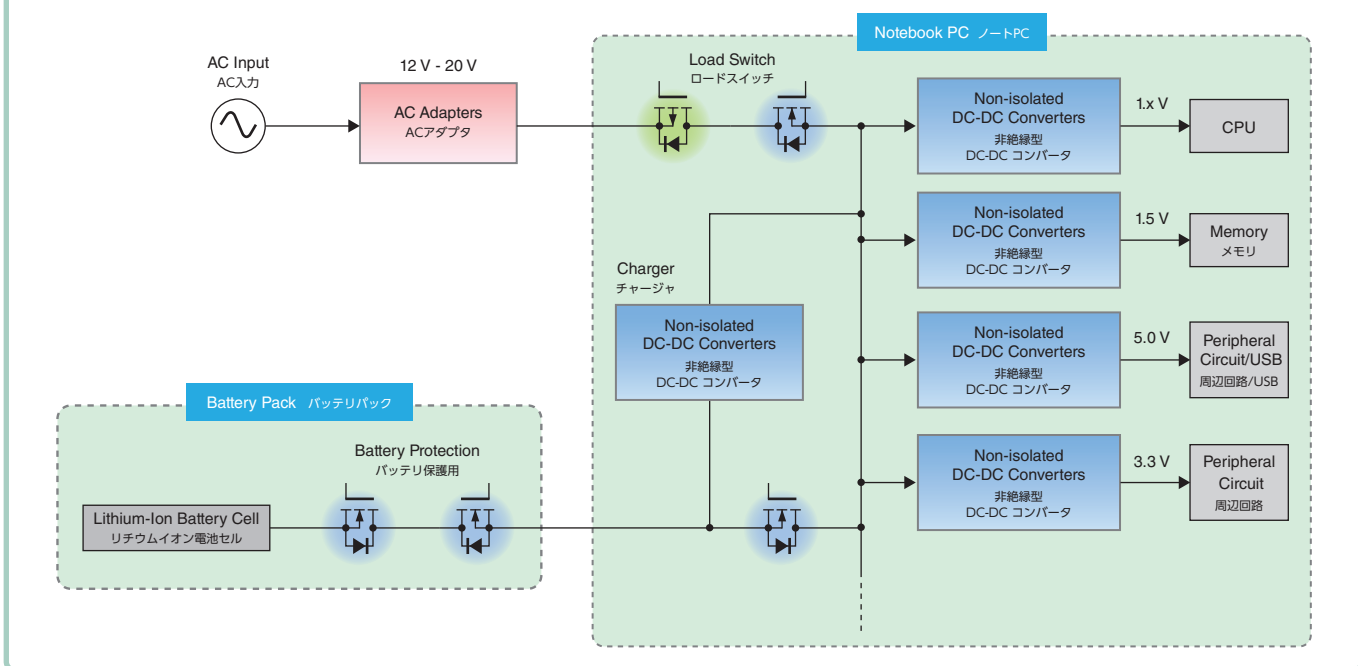 Notebook PC ノートPC
AC Input
AC入力
12 V - 20 V
AC Adapters
ACアダプタ
Load Switch
ロードスイッチ
Non-isolated
DC-DC Converters
非絶縁型
DC-DC コンバータ
1.x V
CPU
Non-isolated
DC-DC Converters
非絶縁型
DC-DC コンバータ
1.5 V
Memory
メモリ
Charger
チャージャ
Non-isolated
DC-DC Converters
非絶縁型
DC-DC コンバータ
Non-isolated
DC-DC Converters
非絶縁型
DC-DC コンバータ
5.0 V
Peripheral
Circuit/USB
周辺回路/USB
Battery Pack バッテリパック
Battery Protection
バッテリ保護用
Lithium-Ion Battery Cell
リチウムイオン電池セル
Non-isolated
DC-DC Converters
非絶縁型
DC-DC コンバータ
3.3 V
Peripheral
Circuit
周辺回路